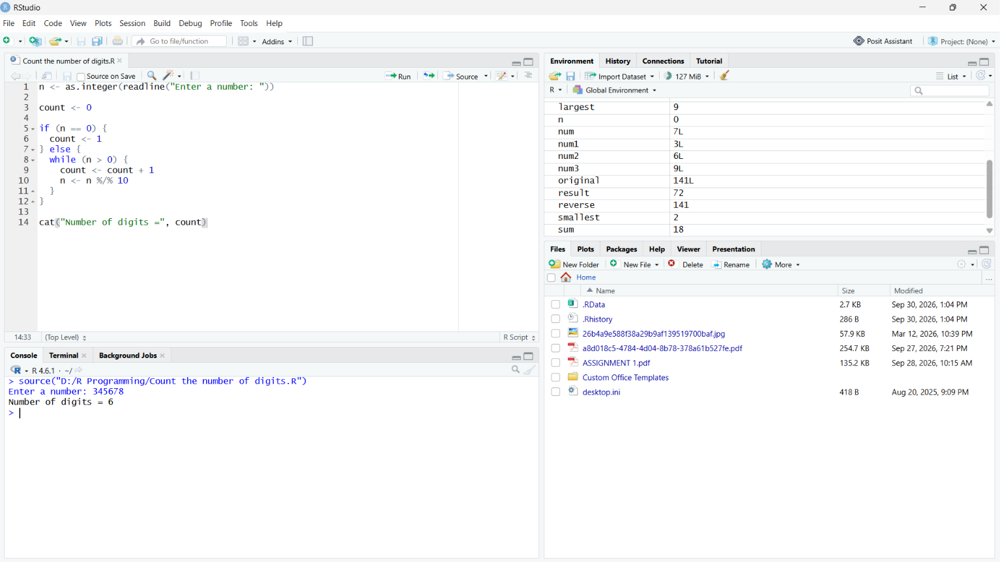 RStudio
File Edit Code View Plots Session Build Debug Profile Tools Help
Go to file/function Addins Posit Assistant Project: (None)
Count the number of digits.R
Source on Save Run Source
1 n <- as.integer(readline("Enter a number: "))
2
3 count <- 0
4
5 if (n == 0) {
6 count <- 1
7 } else {
8 while (n > 0) {
9 count <- count + 1
10 n <- n %/% 10
11 }
12 }
13
14 cat("Number of digits =", count)
14:33 (Top Level) R Script
Console Terminal Background Jobs
R 4.6.1 · ~/
> source("D:/R Programming/Count the number of digits.R")
Enter a number: 345678
Number of digits = 6
>
Environment History Connections Tutorial
Import Dataset 127 MiB List
R Global Environment
largest 9
n 0
num 7L
num1 3L
num2 6L
num3 9L
original 141L
result 72
reverse 141
smallest 2
sum 18
Files Plots Packages Help Viewer Presentation
New Folder New File Delete Rename More
Home ...
Name Size Modified
.RData 2.7 KB Sep 30, 2026, 1:04 PM
.Rhistory 286 B Sep 30, 2026, 1:04 PM
26b4a9e588f38a29b9af139519700baf.jpg 57.9 KB Mar 12, 2026, 10:39 PM
a8d018c5-4784-4d04-8b78-378a61b527fe.pdf 254.7 KB Sep 27, 2026, 7:21 PM
ASSIGNMENT 1.pdf 135.2 KB Sep 28, 2026, 10:15 AM
Custom Office Templates
desktop.ini 418 B Aug 20, 2025, 9:09 PM